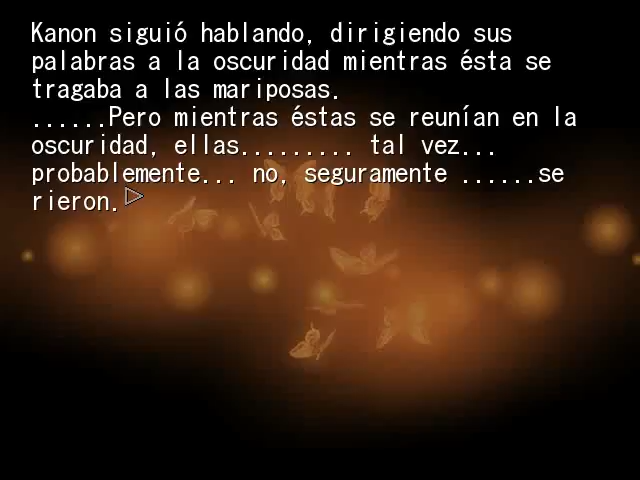 Kanon siguió hablando, dirigiendo sus
palabras a la oscuridad mientras ésta se
tragaba a las mariposas.
......Pero mientras éstas se reunían en la
oscuridad, ellas......... tal vez...
probablemente... no, seguramente ......se
rieron.